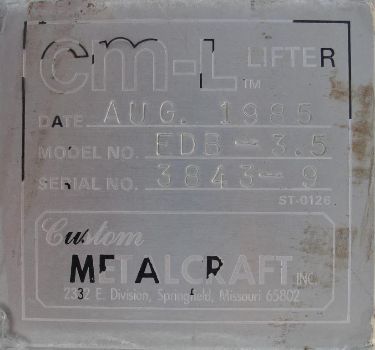 cm-L LIFTER
TM
DATE AUG. 1985
MODEL NO. EDB-3.5
SERIAL NO. 3843-9
ST-0126
Custom
METALCRAFT INC.
2332 E. Division, Springfield, Missouri 65802